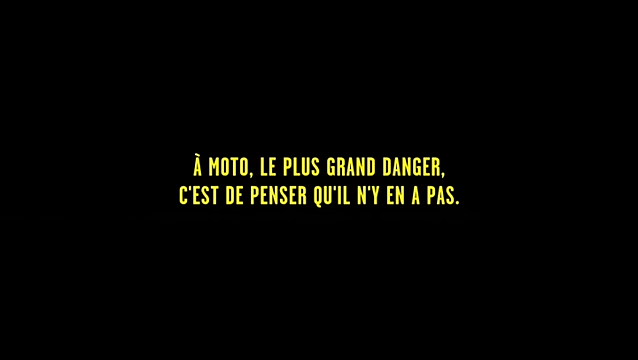 À MOTO, LE PLUS GRAND DANGER,
C'EST DE PENSER QU'IL N'Y EN A PAS.